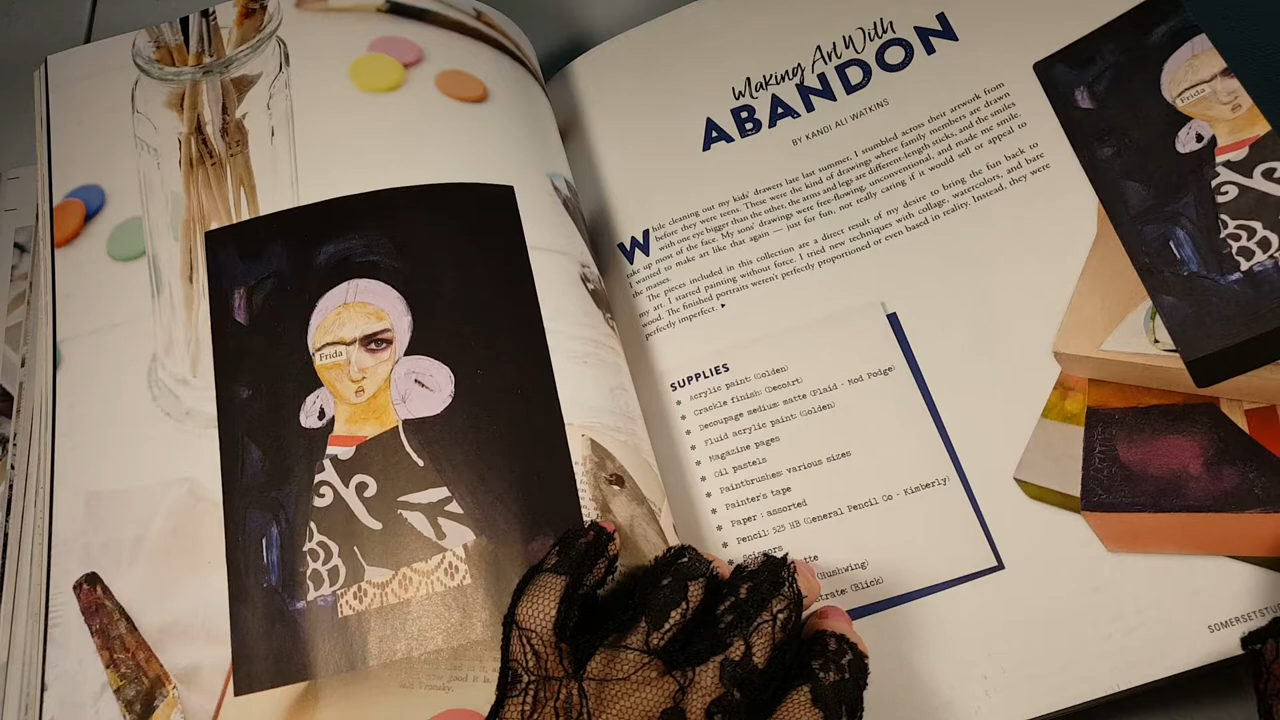 Frida
good it is.
Making Art With
ABANDON
BY KANDI ALI WATKINS
While cleaning out my kids' drawers late last summer, I stumbled across their artwork from
before they were teens. These were the kind of drawings where family members are drawn
with one eye bigger than the other, the arms and legs are different-length sticks, and the smiles
take up most of the face. My sons' drawings were free-flowing, unconventional, and made me smile.
I wanted to make art like that again — just for fun, not really caring if it would sell or appeal to
the masses.
The pieces included in this collection are a direct result of my desire to bring the fun back to
my art. I started painting without force. I tried new techniques with collage, watercolors, and bare
wood. The finished portraits weren't perfectly proportioned or even based in reality. Instead, they were
perfectly imperfect.
SUPPLIES
* Acrylic paint: (Golden)
* Crackle finish: (DecoArt)
* Decoupage medium: matte (Plaid - Mod Podge)
* Fluid acrylic paint: (Golden)
* Magazine pages
* Oil pastels
* Paintbrushes: various sizes
* Painter's tape
* Paper : assorted
* Pencil: 525 HB (General Pencil Co - Kimberly)
* Scissors
(Hushwing)
(Blick)
Frida